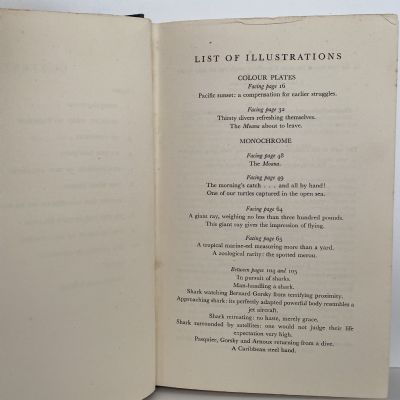 LIST OF ILLUSTRATIONS
COLOUR PLATES
Facing page 16
Pacific sunset: a compensation for earlier struggles.
Facing page 32
Thirsty divers refreshing themselves.
The Moana about to leave.
MONOCHROME
Facing page 48
The Moana.
Facing page 49
The morning's catch . . . and all by hand!
One of our turtles captured in the open sea.
Facing page 64
A giant ray, weighing no less than three hundred pounds.
This giant ray gives the impression of flying.
Facing page 65
A tropical marine-eel measuring more than a yard.
A zoological rarity: the spotted merou.
Between pages 104 and 105
In pursuit of sharks.
Man-handling a shark.
Shark watching Bernard Gorsky from terrifying proximity.
Approaching shark: its perfectly adapted powerful body resembles a
jet aircraft.
Shark retreating: no haste, merely grace.
Shark surrounded by satellites: one would not judge their life
expectation very high.
Pasquier, Gorsky and Arnoux returning from a dive.
A Caribbean steel band.